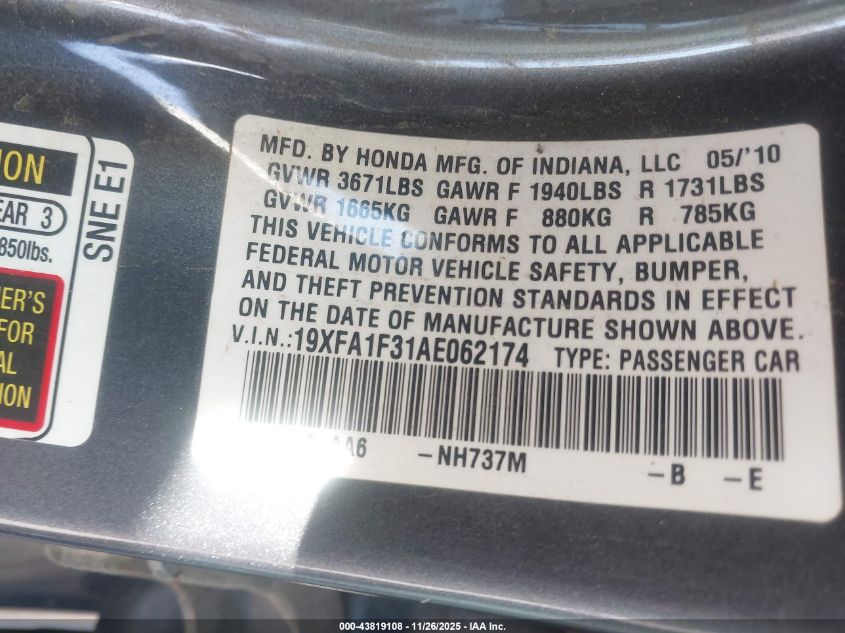 ION
EAR 3
850lbs.
SNE E1
ER'S
FOR
AL
ION
MFD. BY HONDA MFG. OF INDIANA, LLC 05/'10
GVWR 3671LBS GAWR F 1940LBS R 1731LBS
GVWR 1665KG GAWR F 880KG R 785KG
THIS VEHICLE CONFORMS TO ALL APPLICABLE
FEDERAL MOTOR VEHICLE SAFETY, BUMPER,
AND THEFT PREVENTION STANDARDS IN EFFECT
ON THE DATE OF MANUFACTURE SHOWN ABOVE.
V.I.N.:19XFA1F31AE062174 TYPE: PASSENGER CAR
A6 -NH737M -B -E
000-43819108 - 11/26/2025 - IAA Inc.